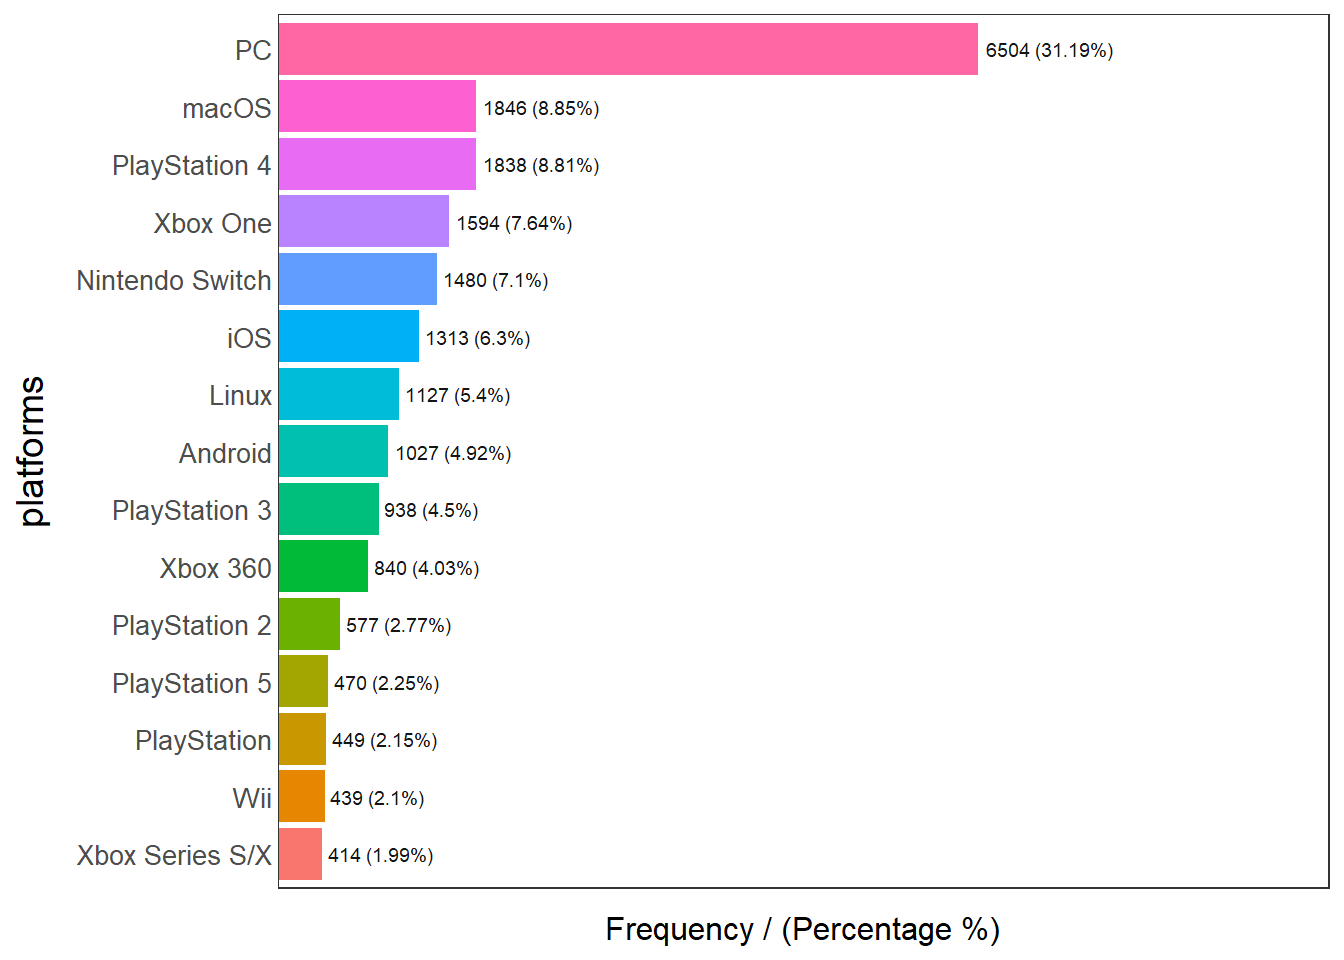 PC 6504 (31.19%)
macOS 1846 (8.85%)
PlayStation 4 1838 (8.81%)
Xbox One 1594 (7.64%)
Nintendo Switch 1480 (7.1%)
iOS 1313 (6.3%)
Linux 1127 (5.4%)
Android 1027 (4.92%)
PlayStation 3 938 (4.5%)
Xbox 360 840 (4.03%)
PlayStation 2 577 (2.77%)
PlayStation 5 470 (2.25%)
PlayStation 449 (2.15%)
Wii 439 (2.1%)
Xbox Series S/X 414 (1.99%)
platforms
Frequency / (Percentage %)